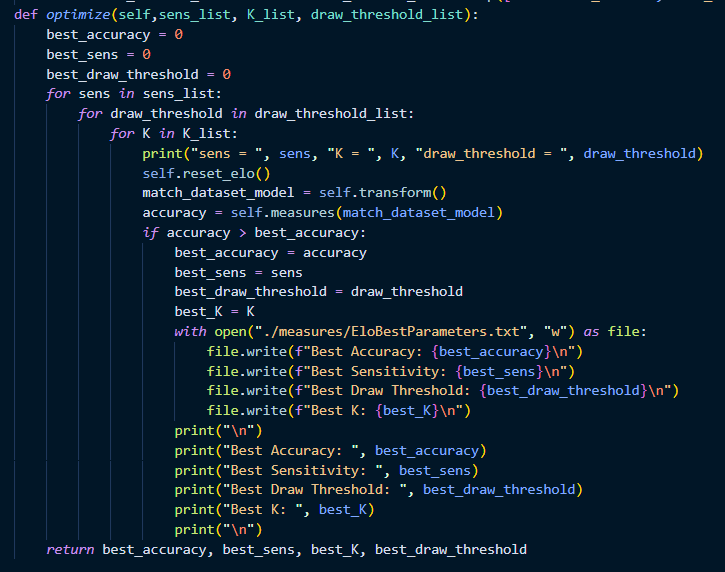 def optimize(self,sens_list, K_list, draw_threshold_list):
    best_accuracy = 0
    best_sens = 0
    best_draw_threshold = 0
    for sens in sens_list:
        for draw_threshold in draw_threshold_list:
            for K in K_list:
                print("sens = ", sens, "K = ", K, "draw_threshold = ", draw_threshold)
                self.reset_elo()
                match_dataset_model = self.transform()
                accuracy = self.measures(match_dataset_model)
                if accuracy > best_accuracy:
                    best_accuracy = accuracy
                    best_sens = sens
                    best_draw_threshold = draw_threshold
                    best_K = K
                    with open("./measures/EloBestParameters.txt", "w") as file:
                        file.write(f"Best Accuracy: {best_accuracy}\n")
                        file.write(f"Best Sensitivity: {best_sens}\n")
                        file.write(f"Best Draw Threshold: {best_draw_threshold}\n")
                        file.write(f"Best K: {best_K}\n")
                    print("\n")
                    print("Best Accuracy: ", best_accuracy)
                    print("Best Sensitivity: ", best_sens)
                    print("Best Draw Threshold: ", best_draw_threshold)
                    print("Best K: ", best_K)
                    print("\n")
    return best_accuracy, best_sens, best_K, best_draw_threshold